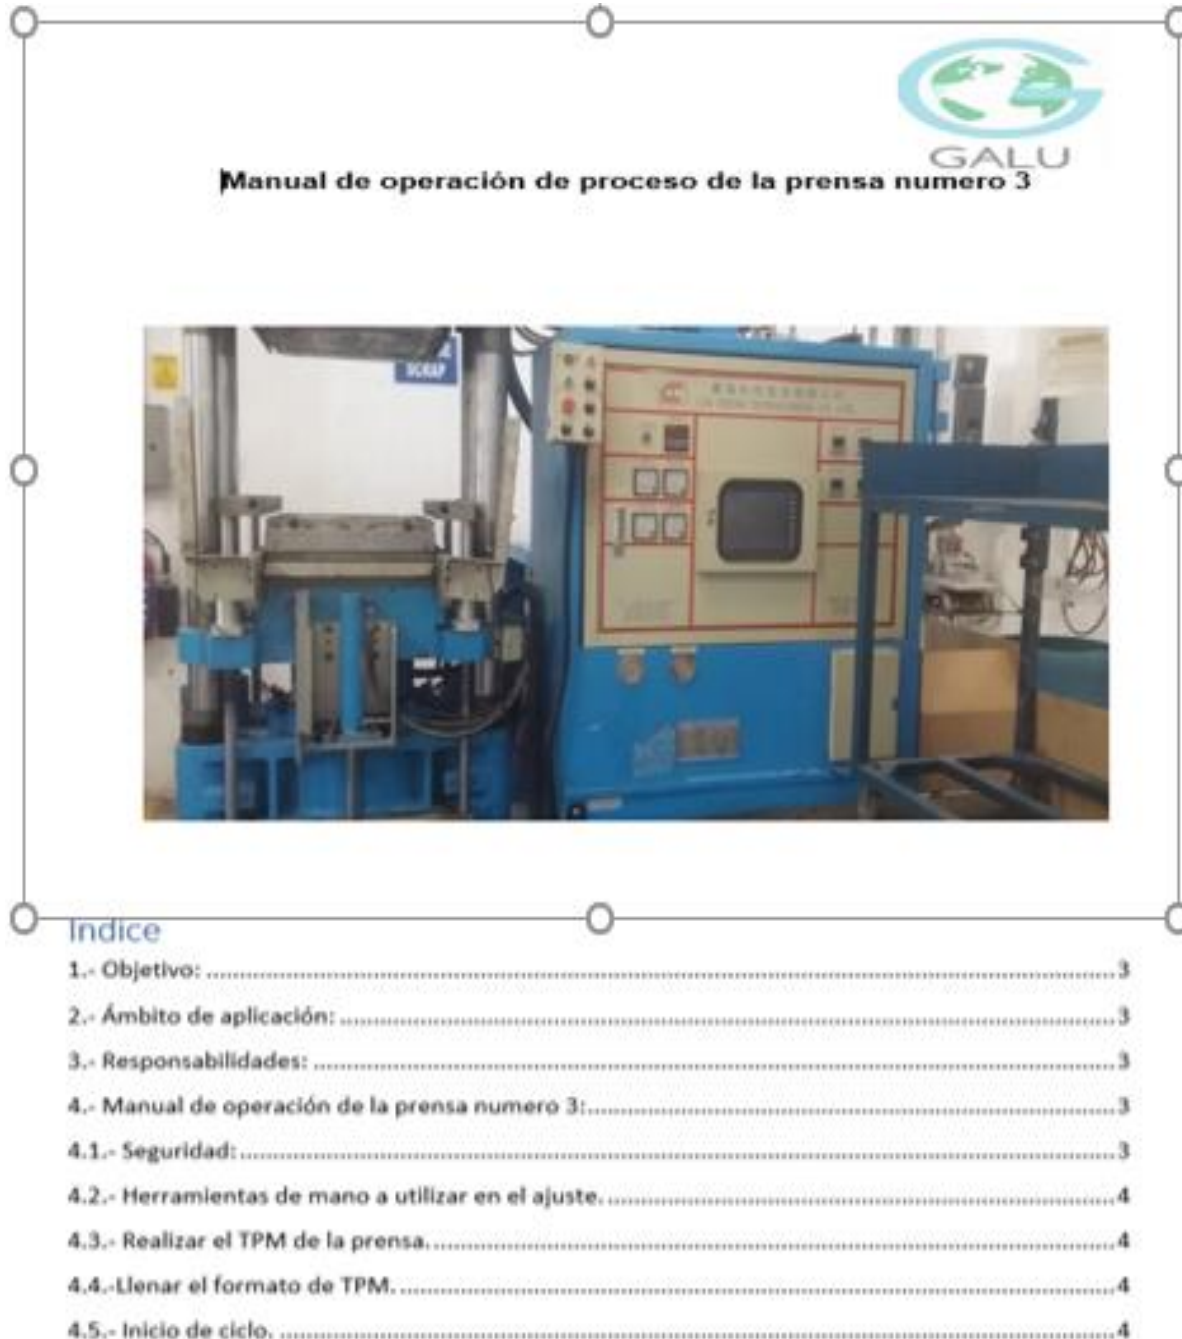 GALU
Manual de operación de proceso de la prensa numero 3
SCRAP
Indice
1.- Objetivo: 3
2.- Ámbito de aplicación: 3
3.- Responsabilidades: 3
4.- Manual de operación de la prensa numero 3: 3
4.1.- Seguridad: 3
4.2.- Herramientas de mano a utilizar en el ajuste. 4
4.3.- Realizar el TPM de la prensa. 4
4.4.-Llenar el formato de TPM. 4
4.5.- Inicio de ciclo. 4